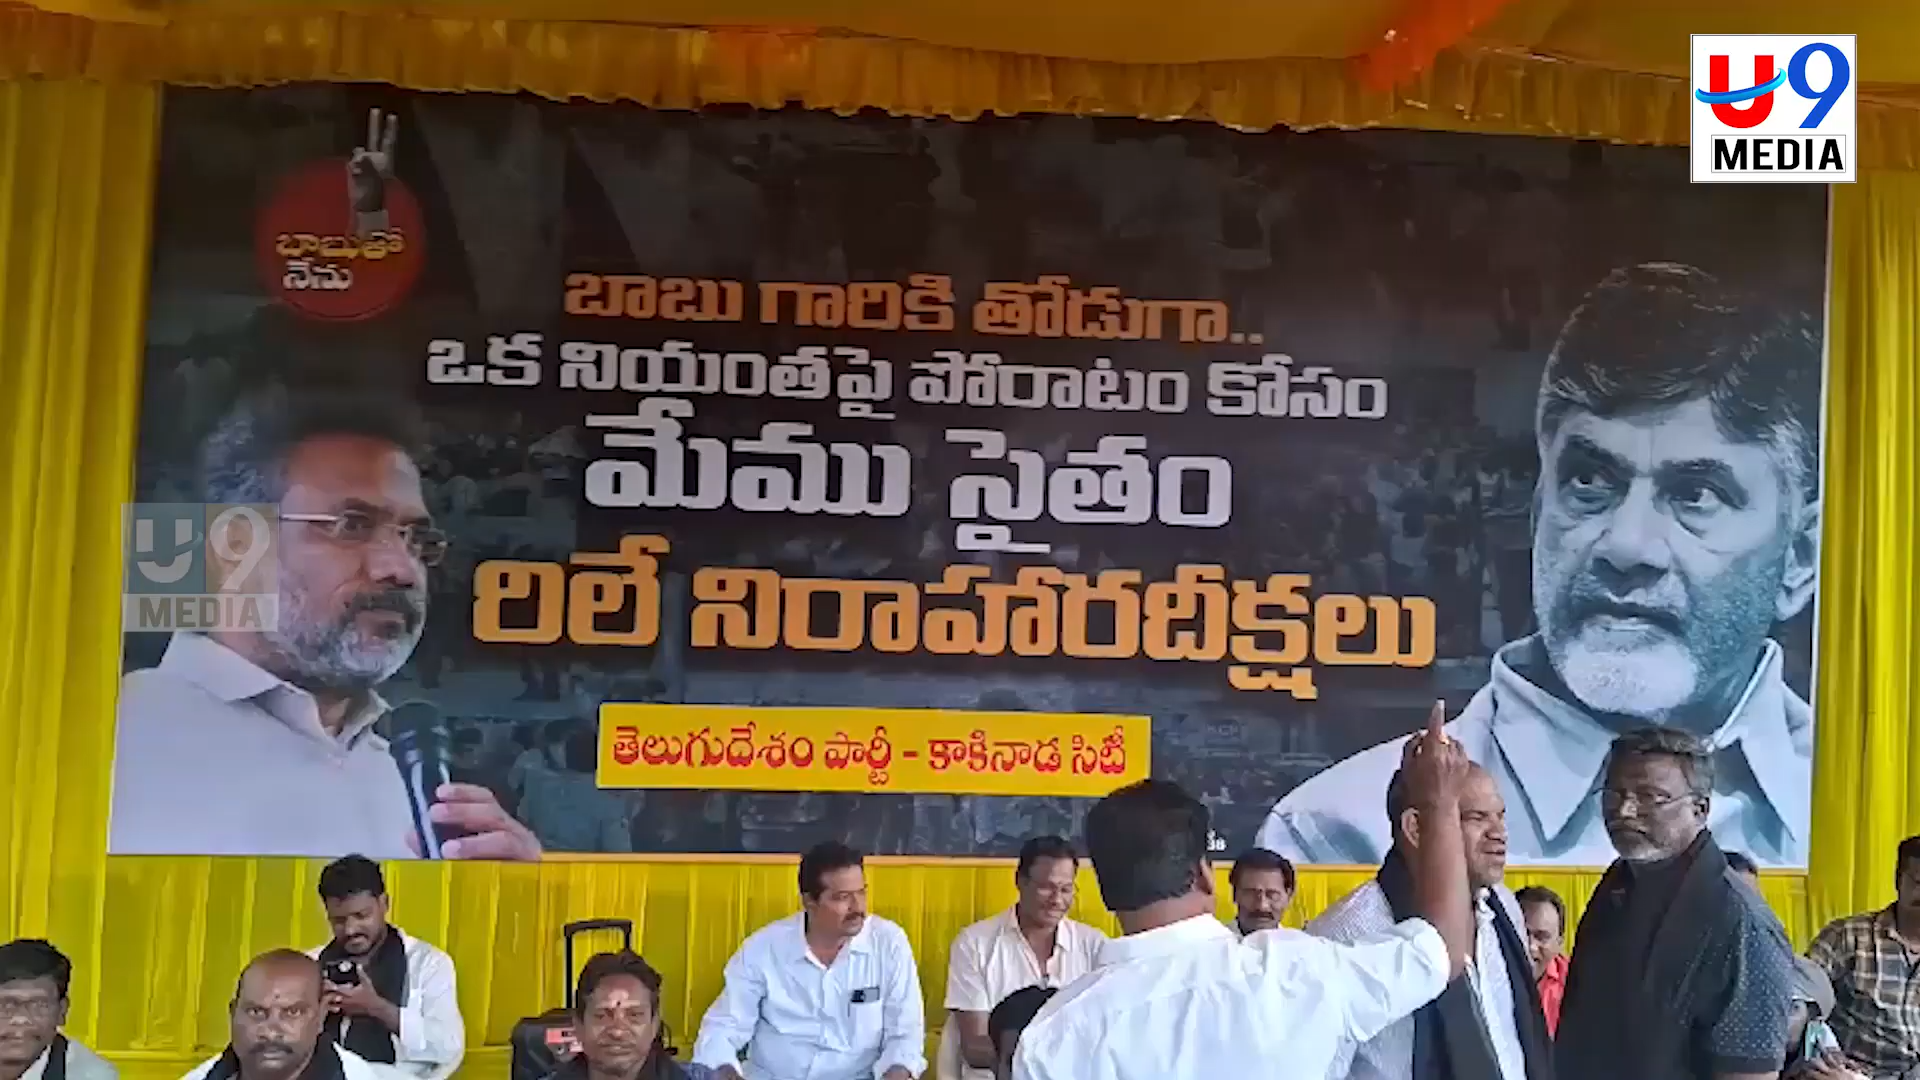 U9
MEDIA
బాబుతో
నేను
బాబు గారికి తోడుగా..
ఒక నియంతపై పోరాటం కోసం
మేము సైతం
రిలే నిరాహారదీక్షలు
తెలుగుదేశం పార్టీ - కాకినాడ సిటీ
U9
MEDIA